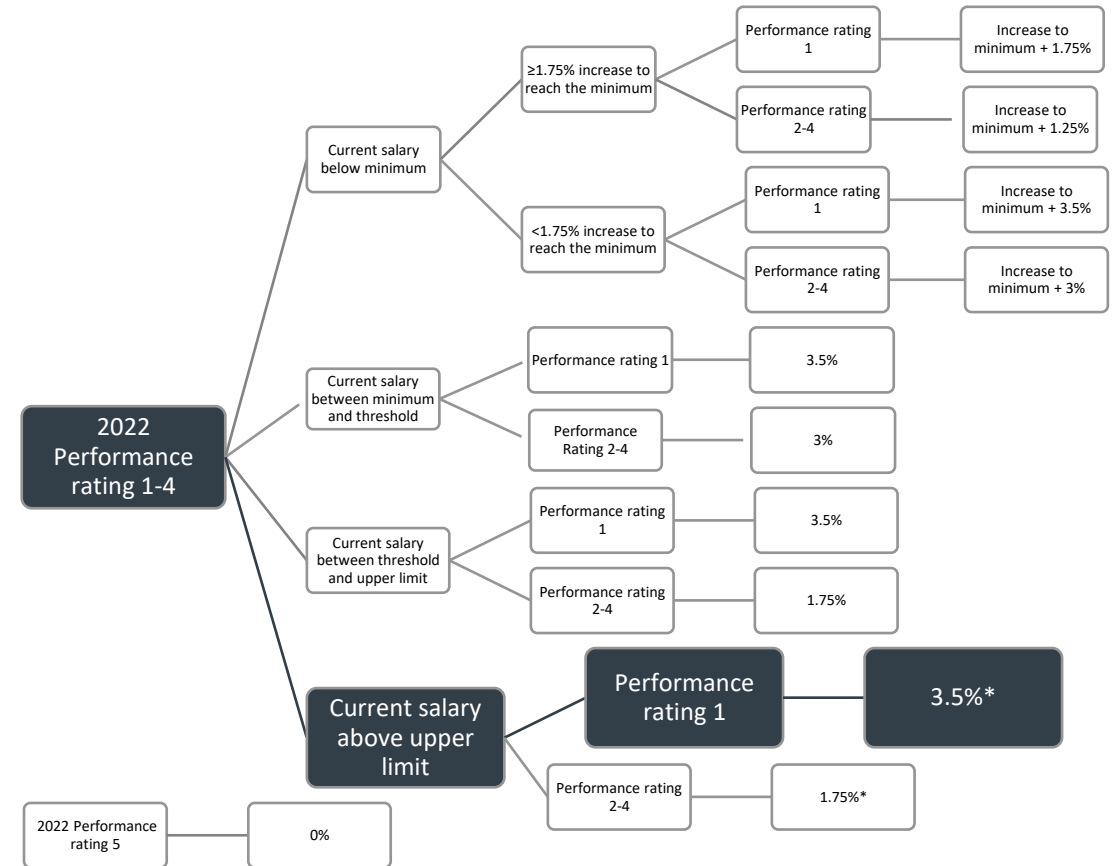 ≥1.75% increase to
reach the minimum
Performance rating
1
Increase to
minimum + 1.75%
Performance rating
2-4
Increase to
minimum + 1.25%
Current salary
below minimum
<1.75% increase to
reach the minimum
Performance rating
1
Increase to
minimum + 3.5%
Performance rating
2-4
Increase to
minimum + 3%
2022
Performance
rating 1-4
Current salary
between minimum
and threshold
Performance rating 1
3.5%
Performance
Rating 2-4
3%
Current salary
between threshold
and upper limit
Performance rating
1
3.5%
Performance rating
2-4
1.75%
Current salary
above upper
limit
Performance
rating 1
3.5%*
Performance rating
2-4
1.75%*
2022 Performance
rating 5
0%